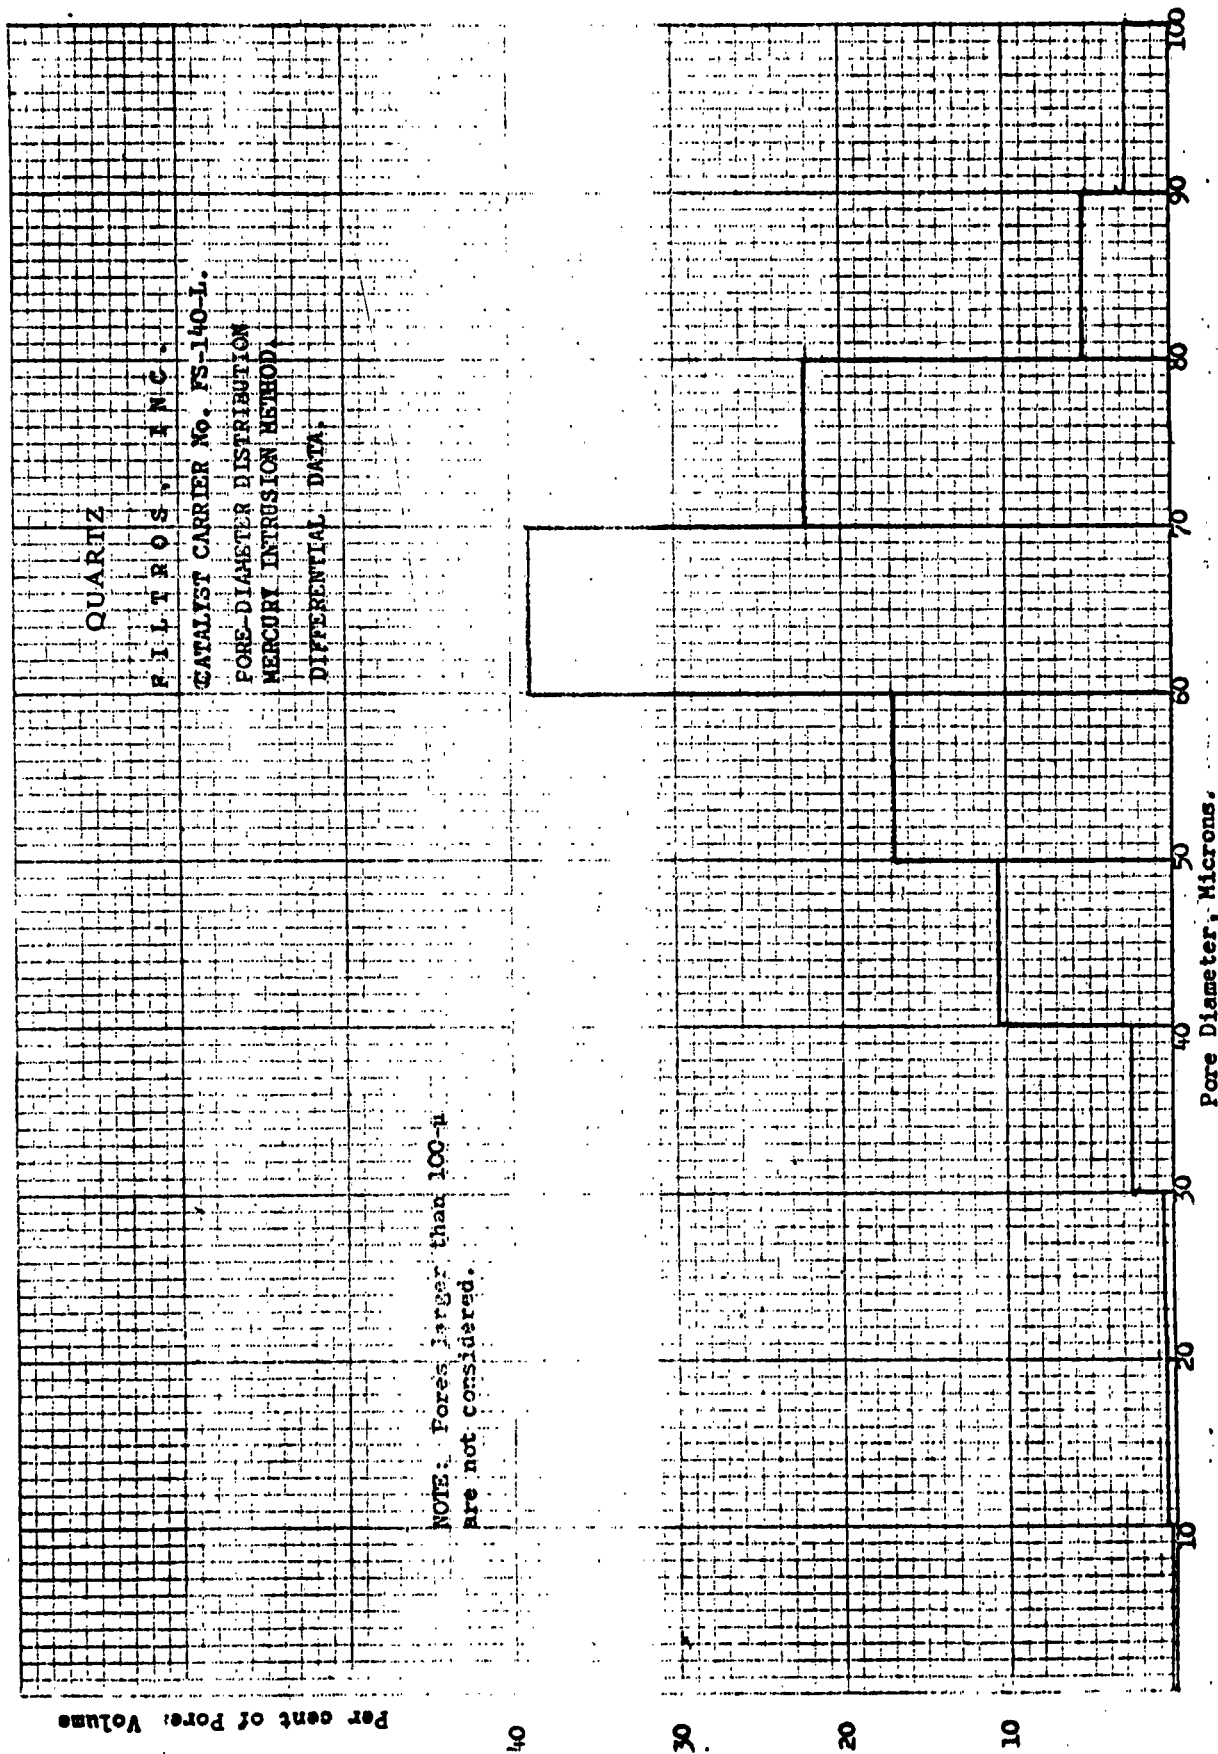 QUARTZ
FILTROS, INC.
CATALYST CARRIER No. FS-140-L.
PORE-DIAMETER DISTRIBUTION
MERCURY INTRUSION METHOD.
DIFFERENTIAL DATA.
NOTE: Pores larger than 100-µ
are not considered.
Per cent of Pore Volume
40
30
20
10
10 20 30 40 50 60 70 80 90 100
Pore Diameter, Microns.